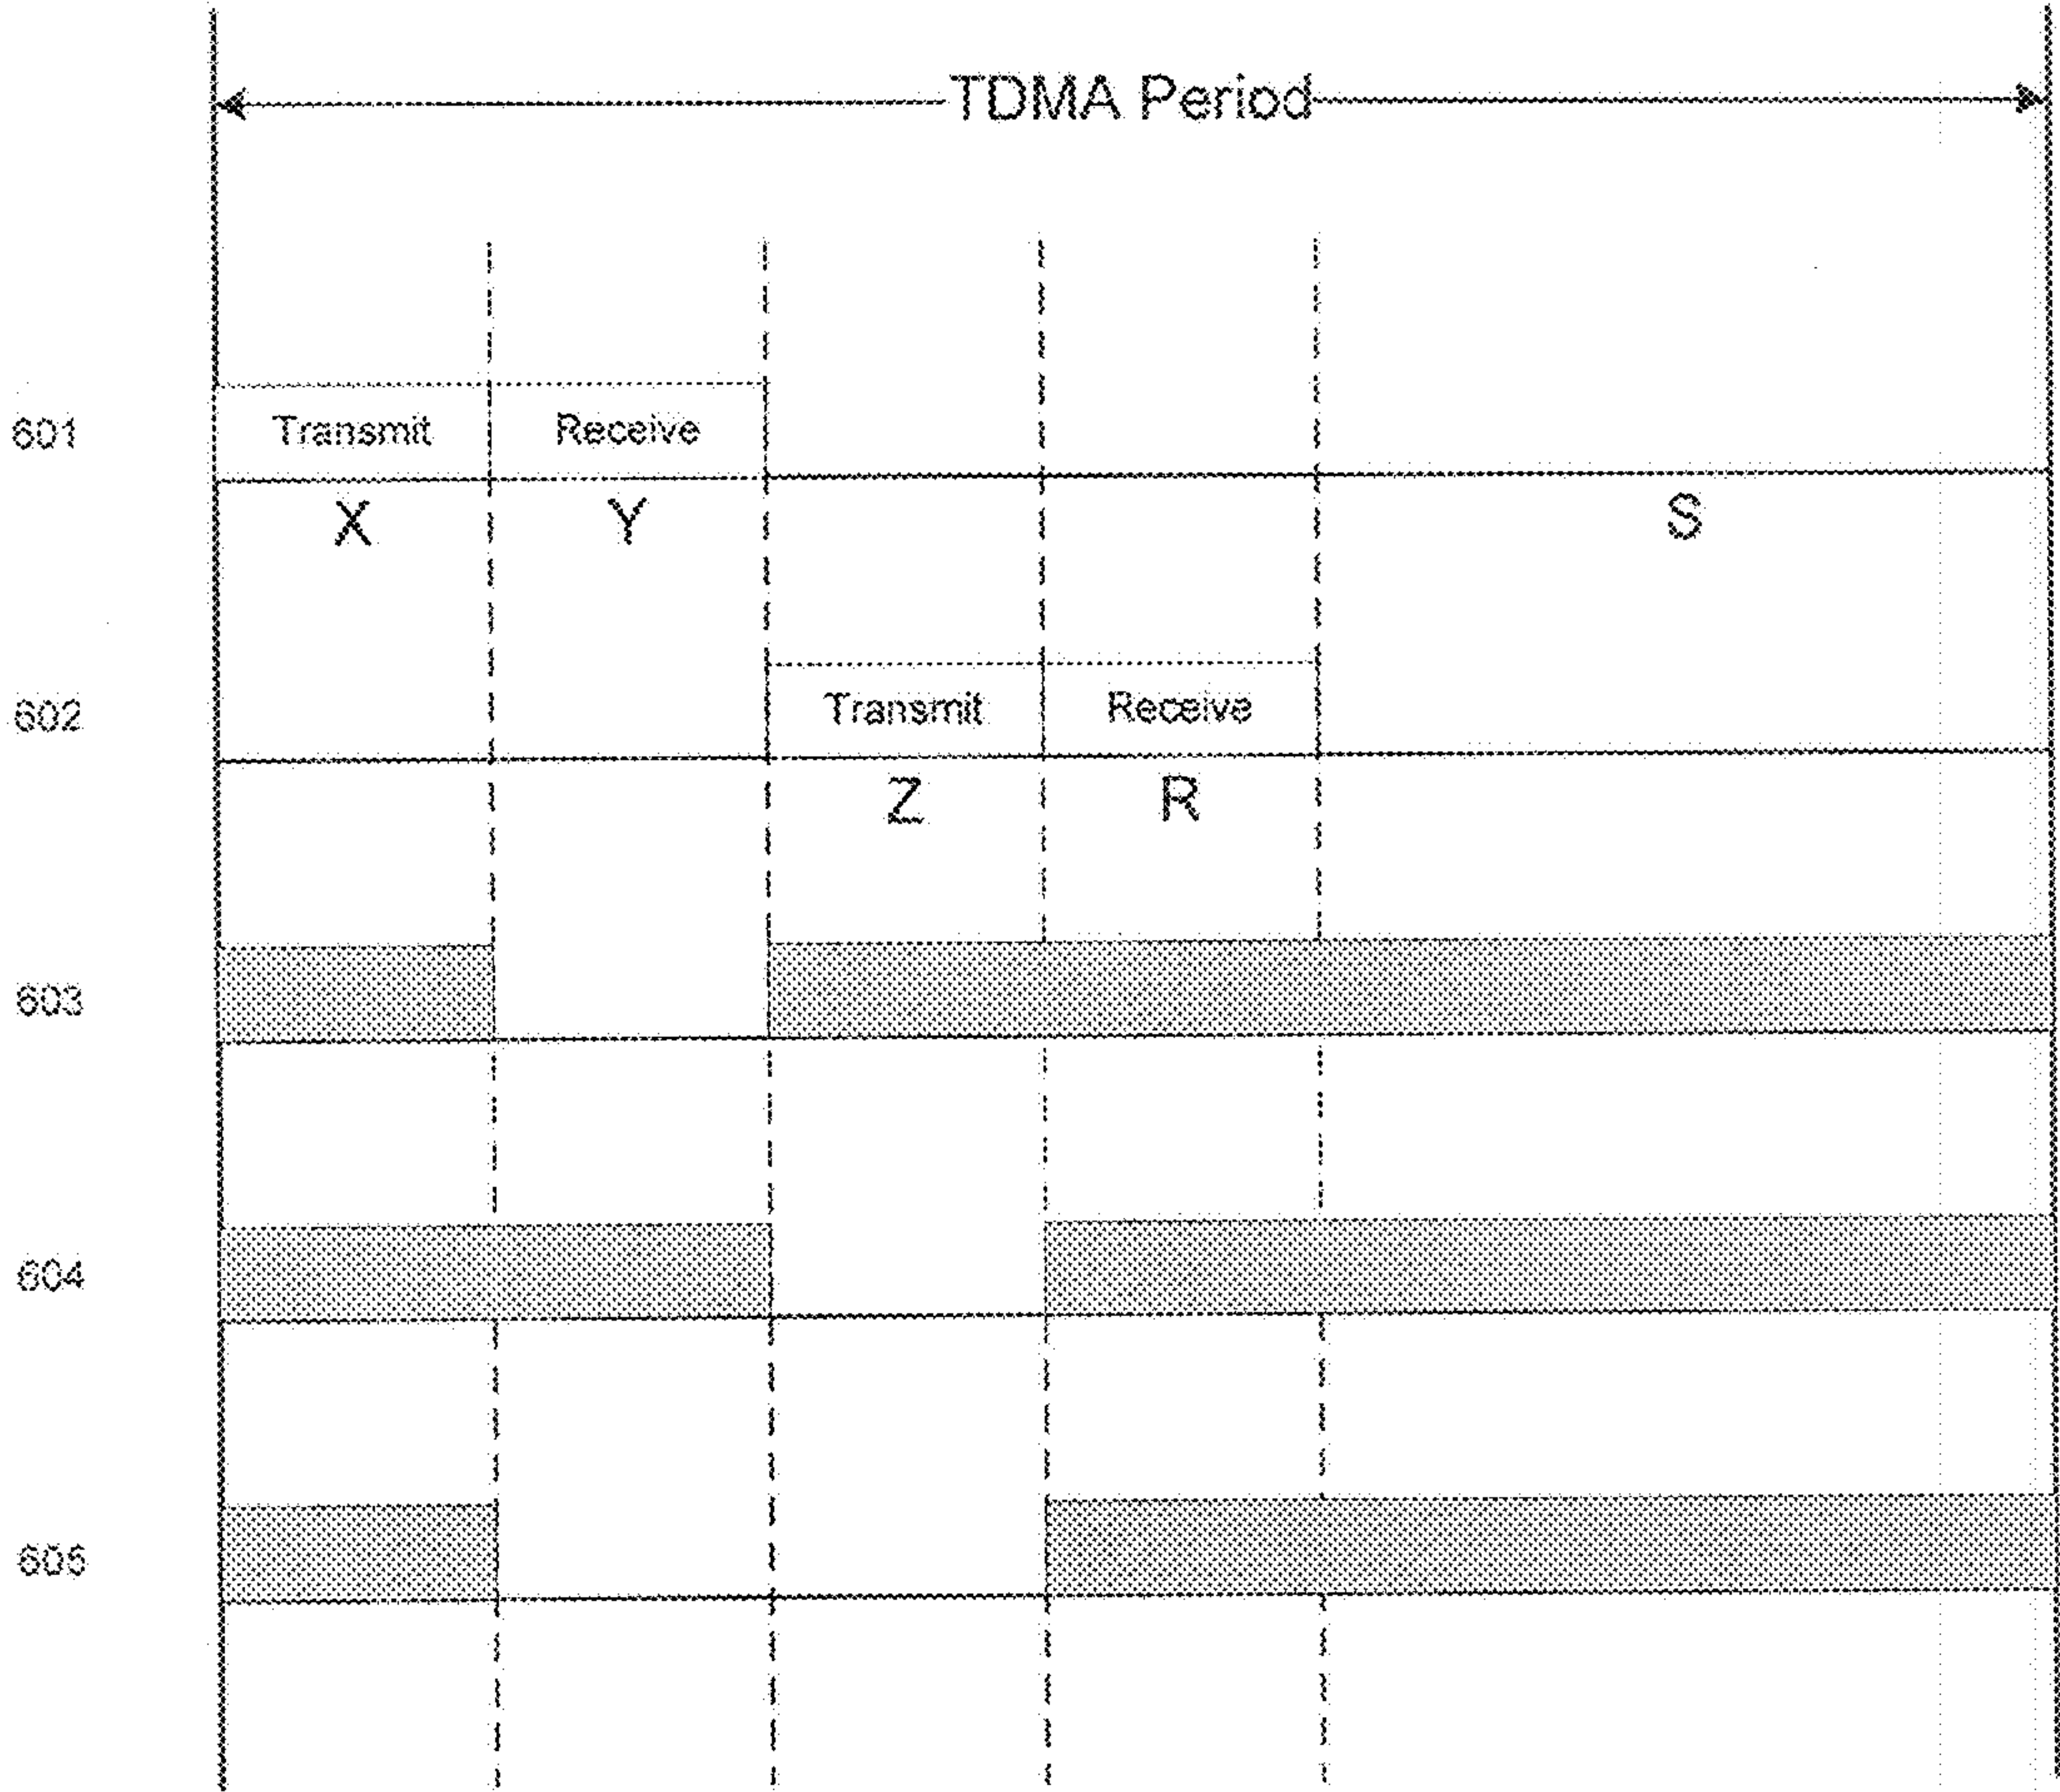 TDMA Period
601
Transmit
Receive
X
Y
S
602
Transmit
Receive
Z
R
603
604
605